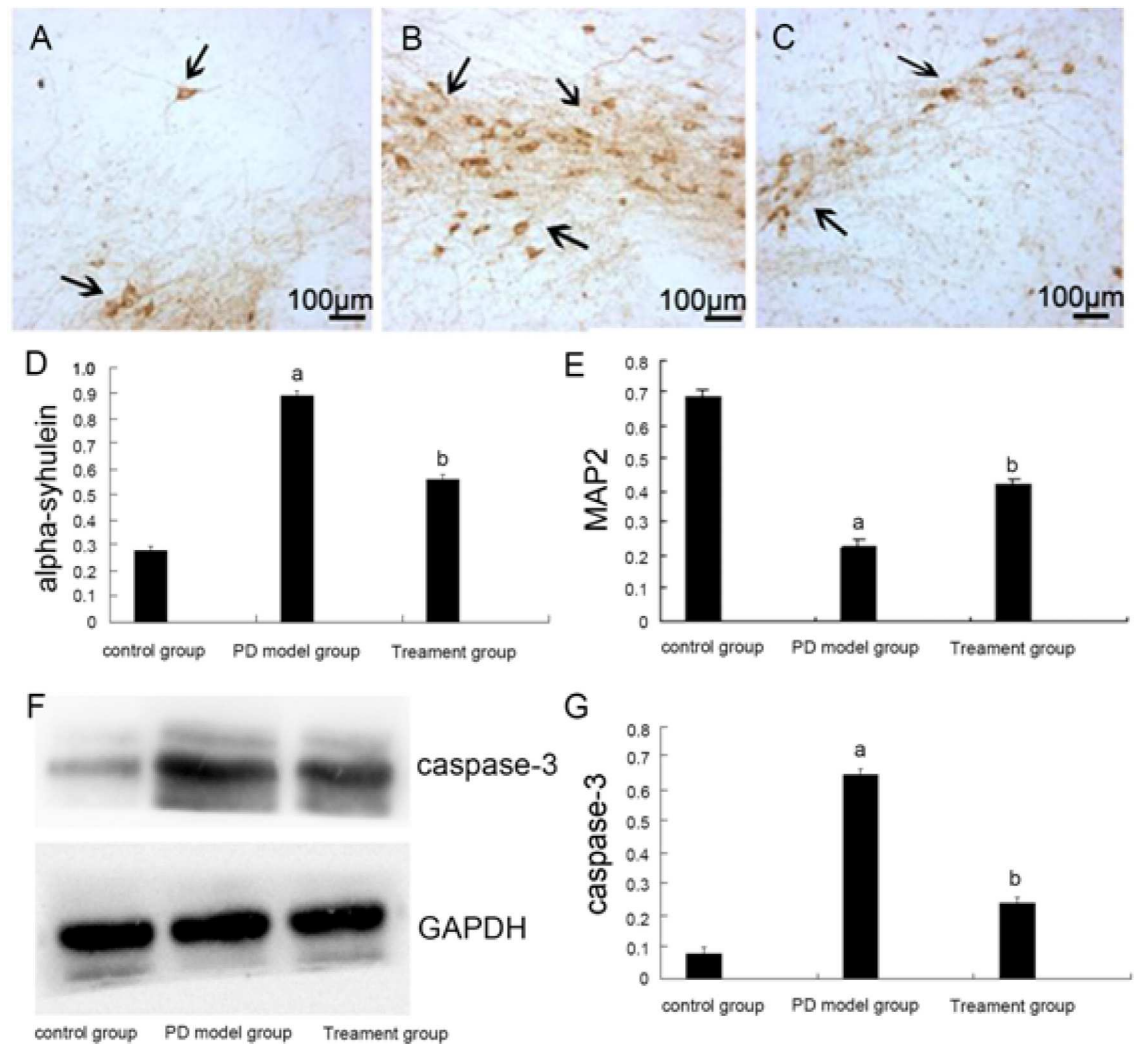 A
B
C
100µm
100µm
100µm
D
alpha-syhulein
1.0
0.9
0.8
0.7
0.6
0.5
0.4
0.3
0.2
0.1
0
a
b
control group
PD model group
Treament group
E
MAP2
0.8
0.7
0.6
0.5
0.4
0.3
0.2
0.1
0
a
b
control group
PD model group
Treament group
F
caspase-3
GAPDH
control group
PD model group
Treament group
G
caspase-3
0.8
0.7
0.6
0.5
0.4
0.3
0.2
0.1
0
a
b
control group
PD model group
Treament group